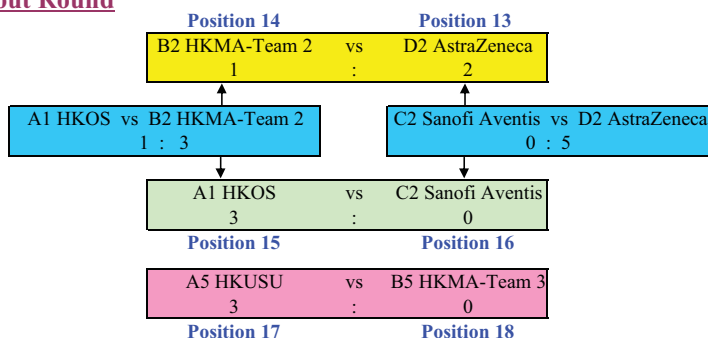 out Round
Position 14 Position 13
B2 HKMA-Team 2 vs D2 AstraZeneca
1 : 2
A1 HKOS vs B2 HKMA-Team 2 C2 Sanofi Aventis vs D2 AstraZeneca
1 : 3 0 : 5
A1 HKOS vs C2 Sanofi Aventis
3 : 0
Position 15 Position 16
A5 HKUSU vs B5 HKMA-Team 3
3 : 0
Position 17 Position 18